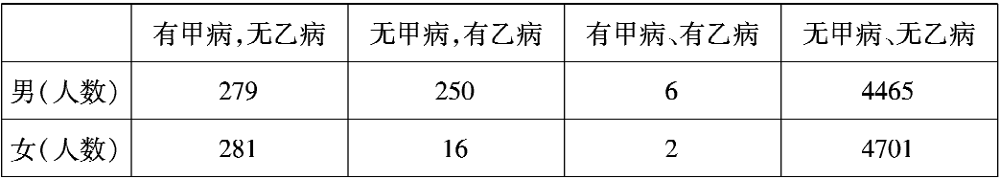 有甲病,无乙病 无甲病,有乙病 有甲病、有乙病 无甲病、无乙病
男(人数) 279 250 6 4465
女(人数) 281 16 2 4701